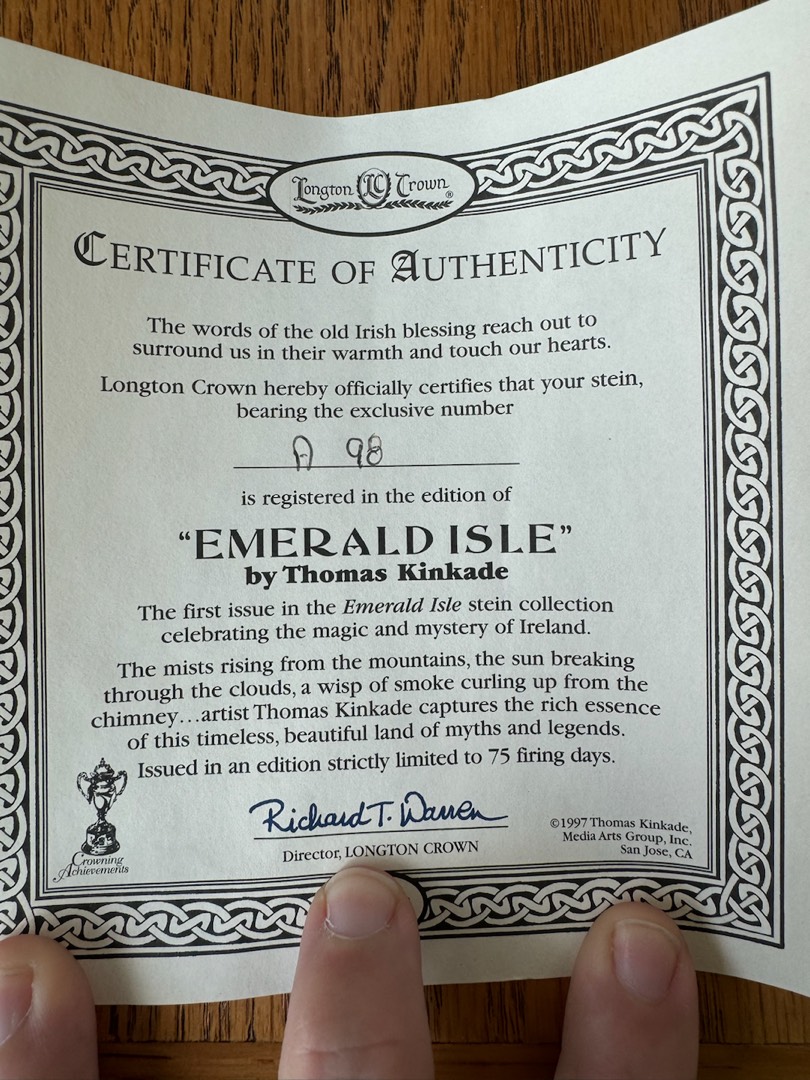 Longton LC Crown ®
CERTIFICATE OF AUTHENTICITY
The words of the old Irish blessing reach out to
surround us in their warmth and touch our hearts.
Longton Crown hereby officially certifies that your stein,
bearing the exclusive number
A 98
is registered in the edition of
“EMERALD ISLE”
by Thomas Kinkade
The first issue in the Emerald Isle stein collection
celebrating the magic and mystery of Ireland.
The mists rising from the mountains, the sun breaking
through the clouds, a wisp of smoke curling up from the
chimney...artist Thomas Kinkade captures the rich essence
of this timeless, beautiful land of myths and legends.
Issued in an edition strictly limited to 75 firing days.
Crowning
Achievements
Richard T. Warren
Director, LONGTON CROWN
©1997 Thomas Kinkade,
Media Arts Group, Inc.
San Jose, CA